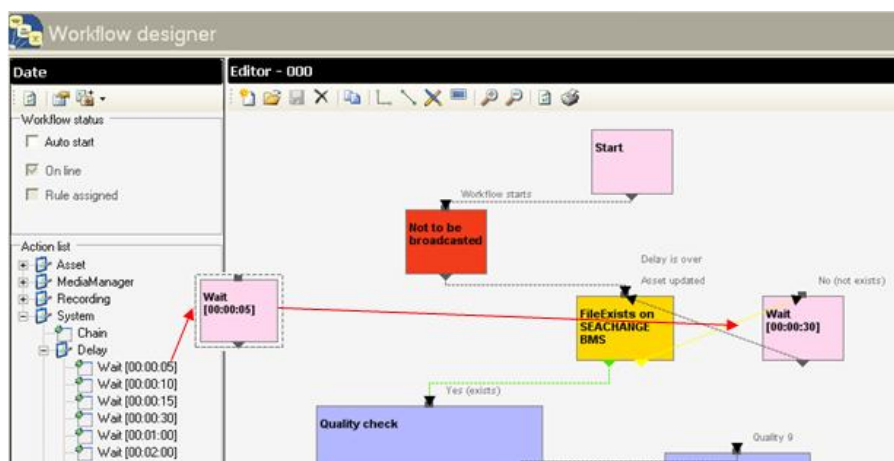 Workflow designer
Date
Editor - 000
Workflow status
Auto start
On line
Rule assigned
Action list
Asset
MediaManager
Recording
System
Chain
Delay
Wait [00:00:05]
Wait [00:00:10]
Wait [00:00:15]
Wait [00:00:30]
Wait [00:01:00]
Wait [00:02:00]
Start
Workflow starts
Not to be
broadcasted
Delay is over
Asset updated
No (not exists)
Wait
[00:00:05]
FileExists on
SEACHANGE
BMS
Wait
[00:00:30]
Yes (exists)
Quality check
Quality 9